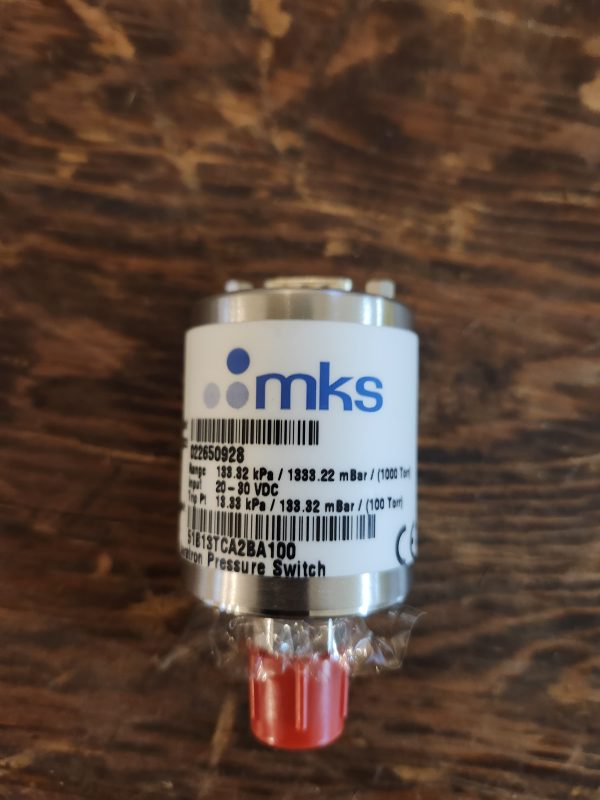 mks
022650928
Range 133.32 kPa / 1333.22 mBar / (1000 Torr)
Input 20-30 VDC
Trip Pt 13.33 kPa / 133.32 mBar / (100 Torr)
51B13TCA2BA100
Pressure Switch
CE